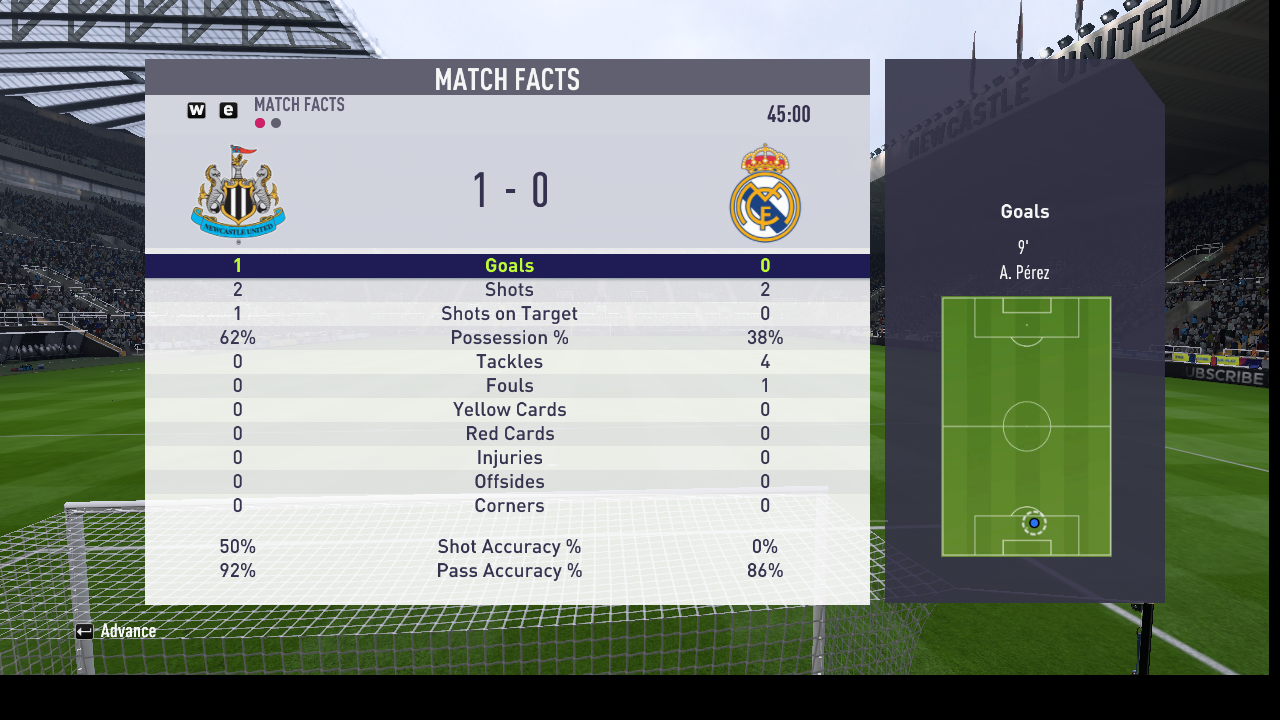 UNITED
NEWCASTLE
MATCH FACTS
w e MATCH FACTS
45:00
NEWCASTLE UNITED
1 - 0
1 Goals 0
2 Shots 2
1 Shots on Target 0
62% Possession % 38%
0 Tackles 4
0 Fouls 1
0 Yellow Cards 0
0 Red Cards 0
0 Injuries 0
0 Offsides 0
0 Corners 0
50% Shot Accuracy % 0%
92% Pass Accuracy % 86%
Goals
9'
A. Pérez
UBSCRIBE
Advance